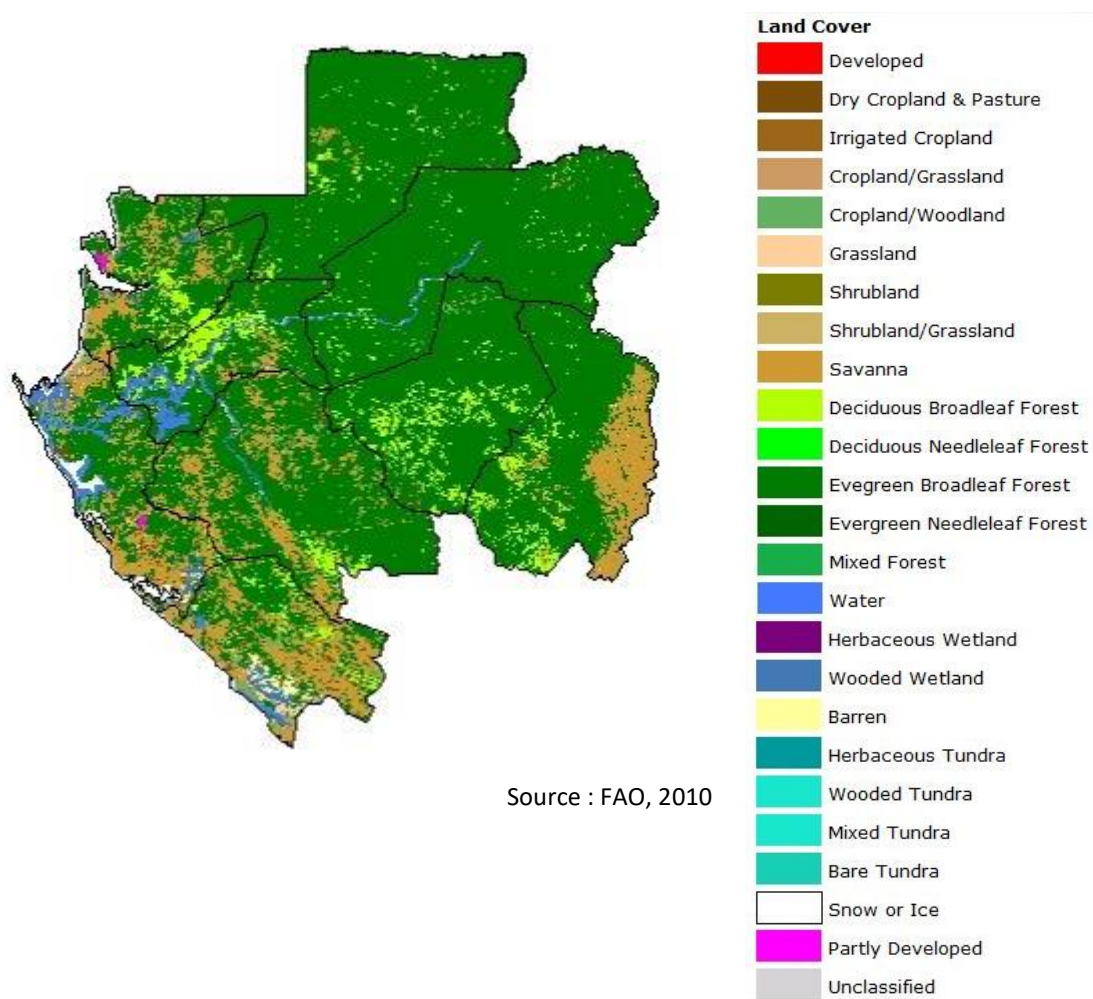 Land Cover
Developed
Dry Cropland & Pasture
Irrigated Cropland
Cropland/Grassland
Cropland/Woodland
Grassland
Shrubland
Shrubland/Grassland
Savanna
Deciduous Broadleaf Forest
Deciduous Needleleaf Forest
Evegreen Broadleaf Forest
Evergreen Needleleaf Forest
Mixed Forest
Water
Herbaceous Wetland
Wooded Wetland
Barren
Herbaceous Tundra
Wooded Tundra
Mixed Tundra
Bare Tundra
Snow or Ice
Partly Developed
Unclassified
Source : FAO, 2010